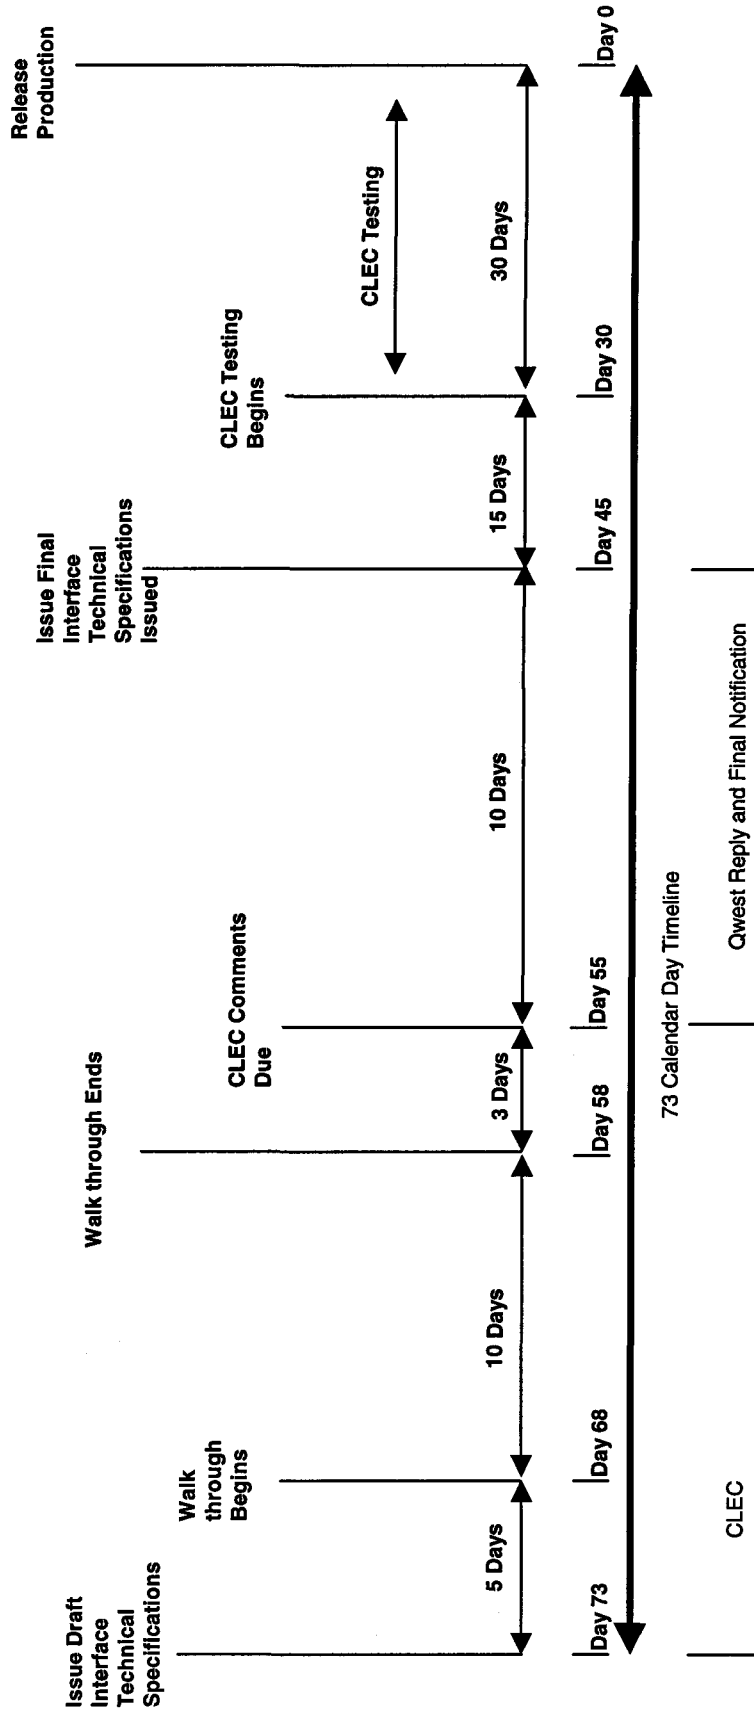 Issue Draft
Interface
Technical
Specifications
Walk
through
Begins
Walk through Ends
CLEC Comments
Due
Issue Final
Interface
Technical
Specifications
Issued
CLEC Testing
Begins
CLEC Testing
Release
Production
5 Days
10 Days
3 Days
10 Days
15 Days
30 Days
Day 73
Day 68
Day 58
Day 55
Day 45
Day 30
Day 0
73 Calendar Day Timeline
CLEC
Qwest Reply and Final Notification